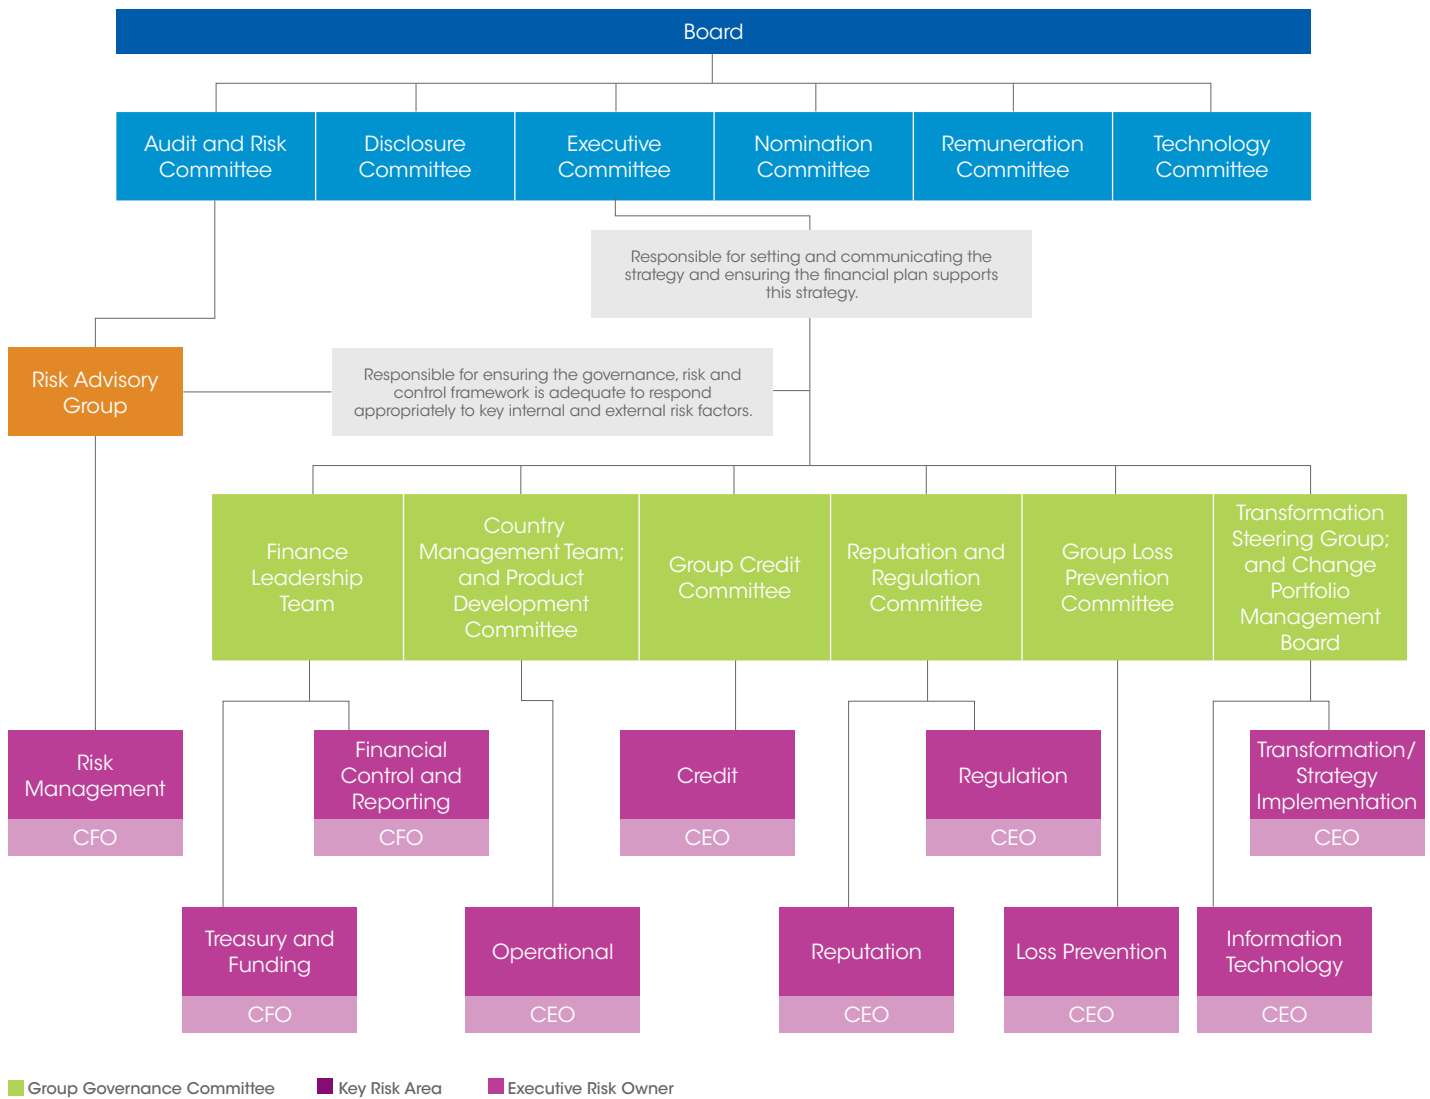 Board
Audit and Risk
Committee
Disclosure
Committee
Executive
Committee
Nomination
Committee
Remuneration
Committee
Technology
Committee
Responsible for setting and communicating the
strategy and ensuring the financial plan supports
this strategy.
Risk Advisory
Group
Responsible for ensuring the governance, risk and
control framework is adequate to respond
appropriately to key internal and external risk factors.
Finance
Leadership
Team
Country
Management Team;
and Product
Development
Committee
Group Credit
Committee
Reputation and
Regulation
Committee
Group Loss
Prevention
Committee
Transformation
Steering Group;
and Change
Portfolio
Management
Board
Risk
Management
CFO
Financial
Control and
Reporting
CFO
Credit
CEO
Regulation
CEO
Transformation/
Strategy
Implementation
CEO
Treasury and
Funding
CFO
Operational
CEO
Reputation
CEO
Loss Prevention
CEO
Information
Technology
CEO
Group Governance Committee
Key Risk Area
Executive Risk Owner